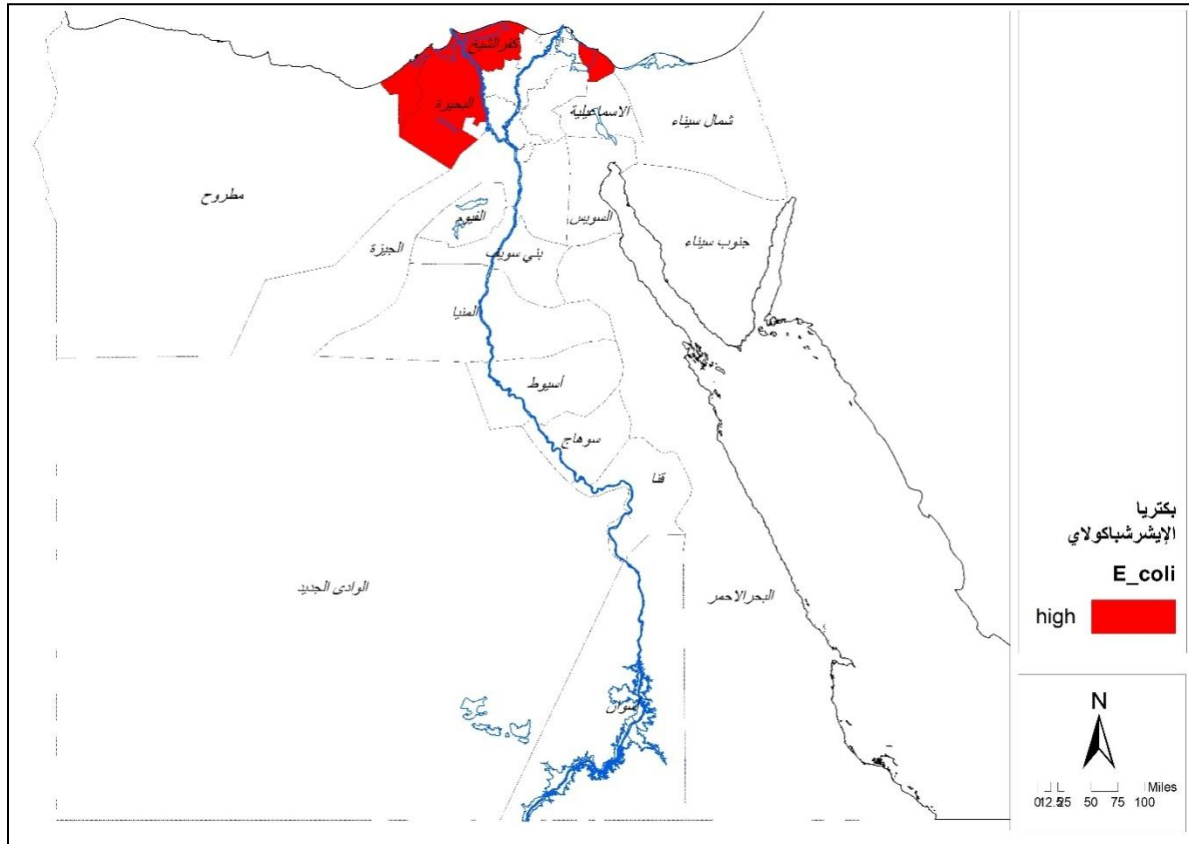 كفر الشيخ
البحيرة
الاسماعيلية
شمال سيناء
مطروح
الفيوم
السويس
الجيزة
بني سويف
جنوب سيناء
المنيا
أسيوط
سوهاج
قنا
الوادى الجديد
البحر الاحمر
أسوان
بكتريا
الإيشرشياكولاي
E_coli
high
N
0 12.5 25 50 75 100 Miles